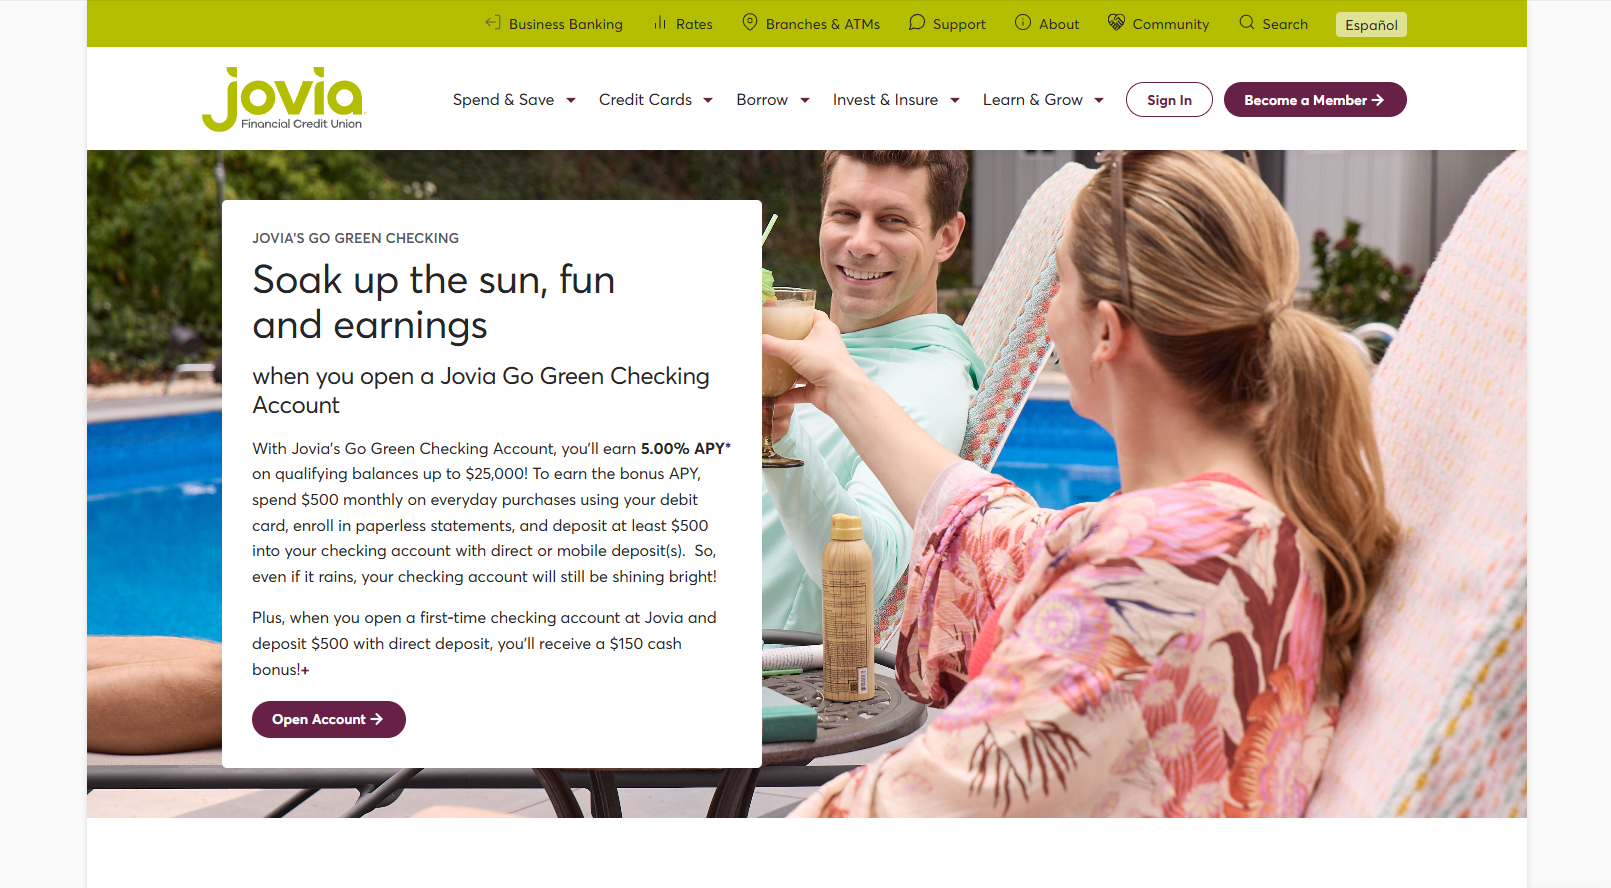 Business Banking
Rates
Branches & ATMs
Support
About
Community
Search
Español
jovia
Financial Credit Union
Spend & Save
Credit Cards
Borrow
Invest & Insure
Learn & Grow
Sign In
Become a Member →
JOVIA'S GO GREEN CHECKING
Soak up the sun, fun
and earnings
when you open a Jovia Go Green Checking
Account
With Jovia's Go Green Checking Account, you'll earn 5.00% APY*
on qualifying balances up to $25,000! To earn the bonus APY,
spend $500 monthly on everyday purchases using your debit
card, enroll in paperless statements, and deposit at least $500
into your checking account with direct or mobile deposit(s).  So,
even if it rains, your checking account will still be shining bright!
Plus, when you open a first-time checking account at Jovia and
deposit $500 with direct deposit, you'll receive a $150 cash
bonus!+
Open Account →